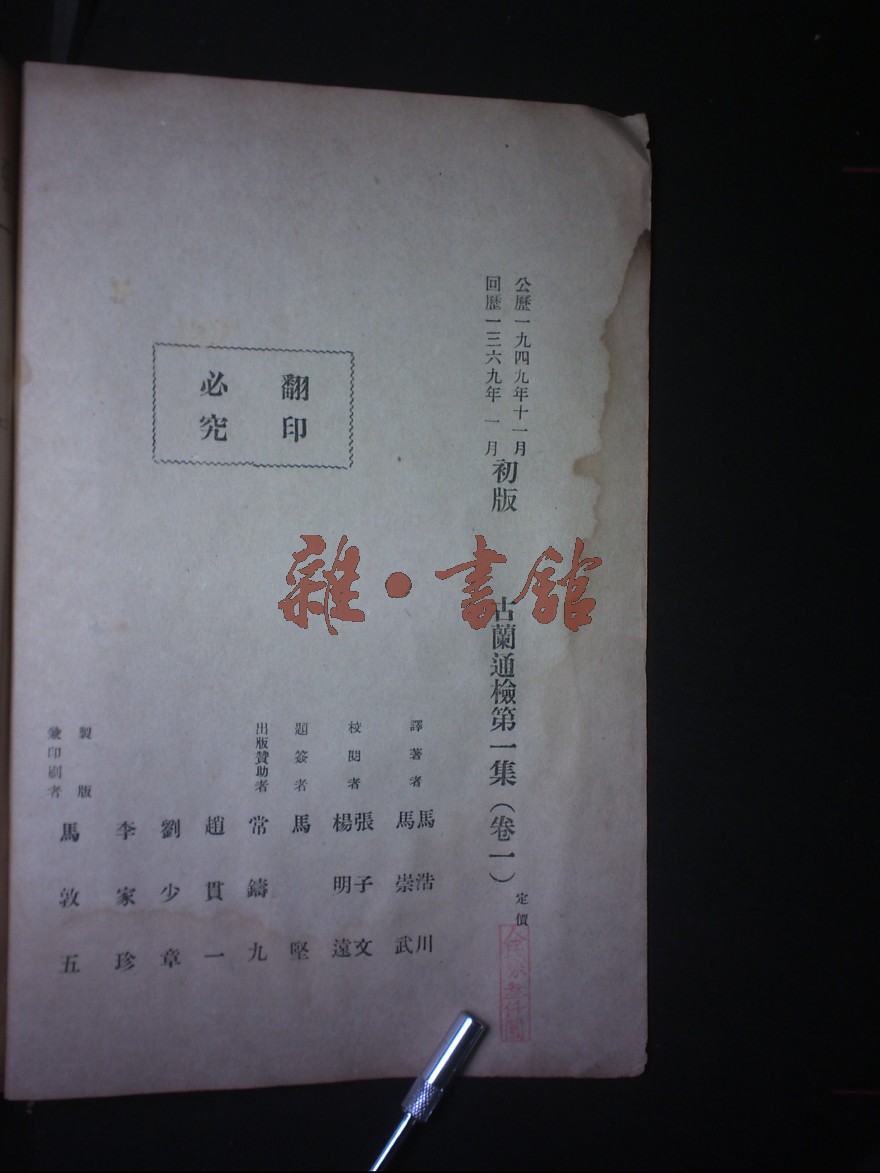 公歷一九四九年十一月
回歷一三六九年 一月
初版
古蘭通檢第一集(卷一)
定價
譯著者
馬浩川
馬崇武
校閱者
張子文
楊明遠
題簽者
馬 堅
出版贊助者
常鑄九
趙貫一
劉少章
李家珍
製版
兼印刷者
馬敦五
翻印
必究
雜·書館